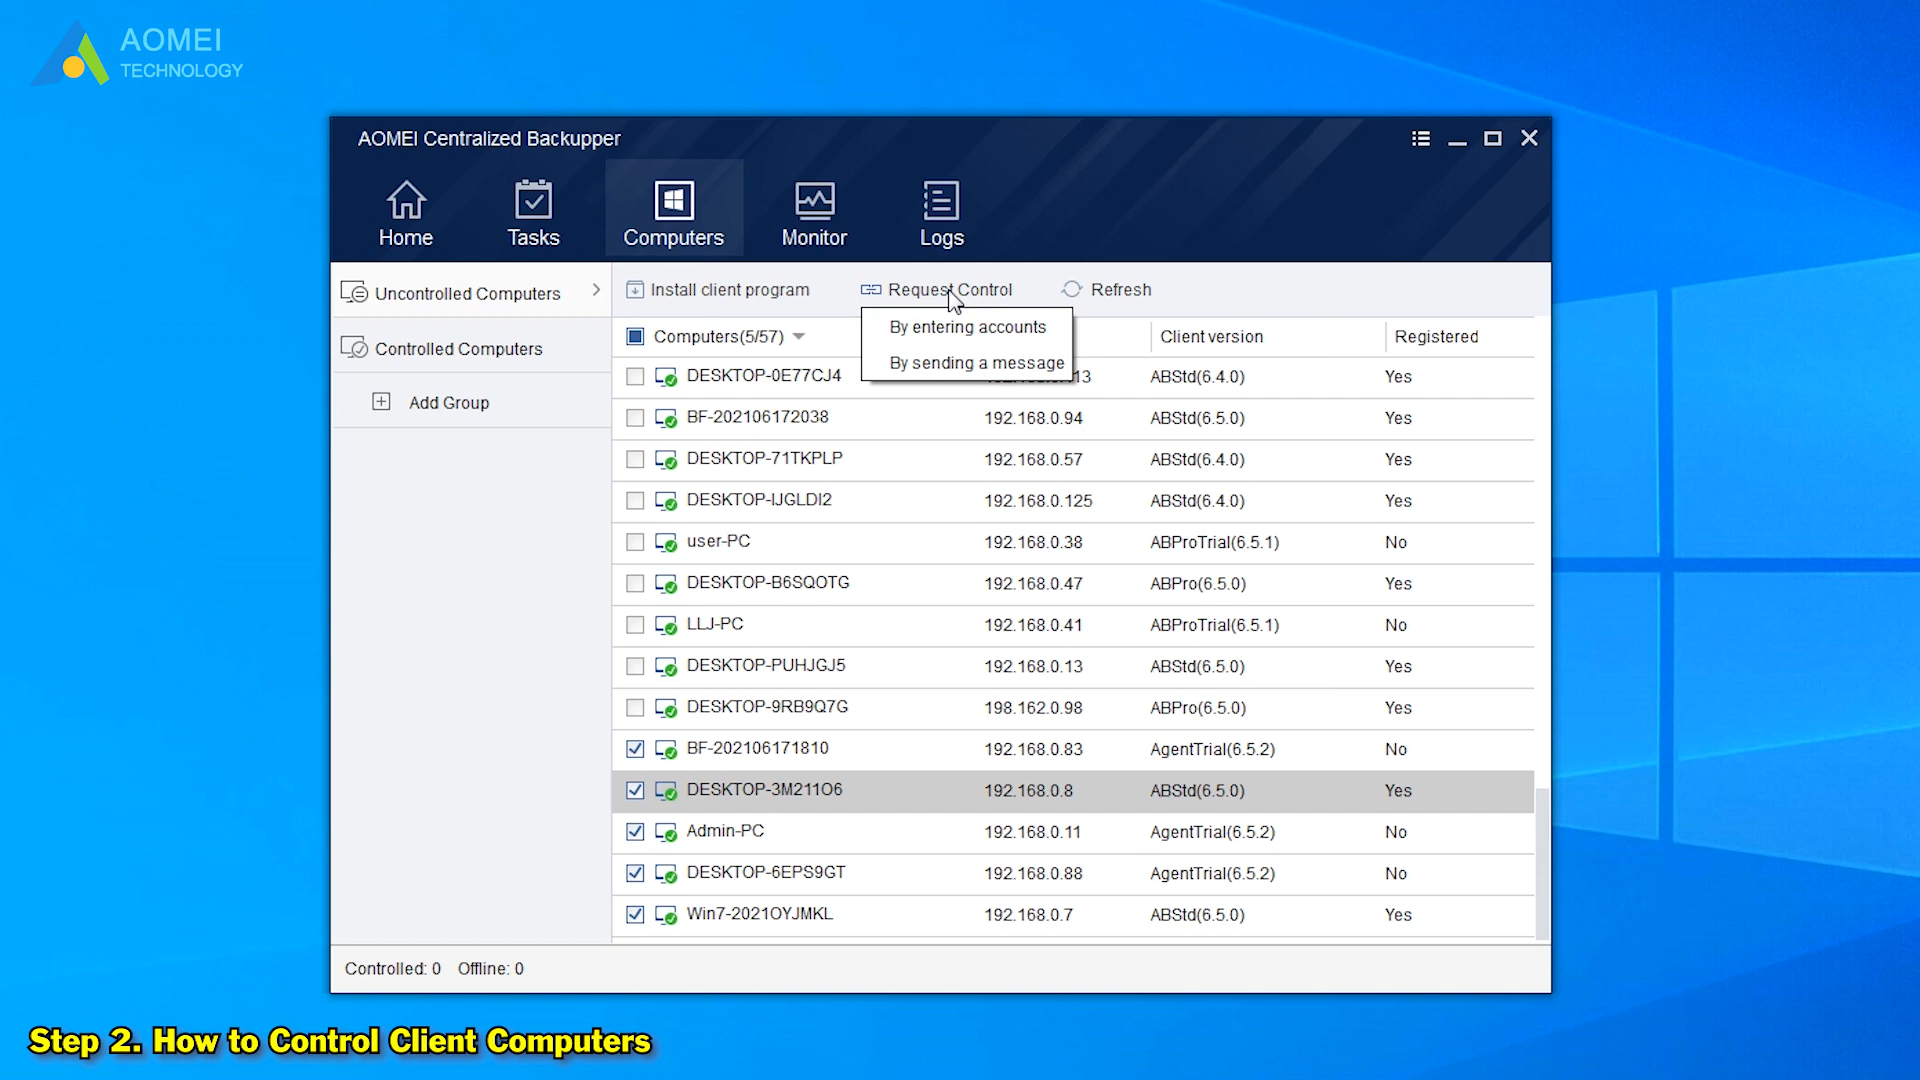 AOMEI
TECHNOLOGY
AOMEI Centralized Backupper
Home
Tasks
Computers
Monitor
Logs
Uncontrolled Computers
Controlled Computers
Add Group
Install client program
Request Control
Refresh
By entering accounts
By sending a message
Computers(5/57)
Client version
Registered
DESKTOP-0E77CJ4 ABStd(6.4.0) Yes
BF-202106172038 192.168.0.94 ABStd(6.5.0) Yes
DESKTOP-71TKPLP 192.168.0.57 ABStd(6.4.0) Yes
DESKTOP-IJGLDI2 192.168.0.125 ABStd(6.4.0) Yes
user-PC 192.168.0.38 ABProTrial(6.5.1) No
DESKTOP-B6SQOTG 192.168.0.47 ABPro(6.5.0) Yes
LLJ-PC 192.168.0.41 ABProTrial(6.5.1) No
DESKTOP-PUHJGJ5 192.168.0.13 ABStd(6.5.0) Yes
DESKTOP-9RB9Q7G 198.162.0.98 ABPro(6.5.0) Yes
BF-202106171810 192.168.0.83 AgentTrial(6.5.2) No
DESKTOP-3M211O6 192.168.0.8 ABStd(6.5.0) Yes
Admin-PC 192.168.0.11 AgentTrial(6.5.2) No
DESKTOP-6EPS9GT 192.168.0.88 AgentTrial(6.5.2) No
Win7-2021OYJMKL 192.168.0.7 ABStd(6.5.0) Yes
Controlled: 0 Offline: 0
Step 2. How to Control Client Computers